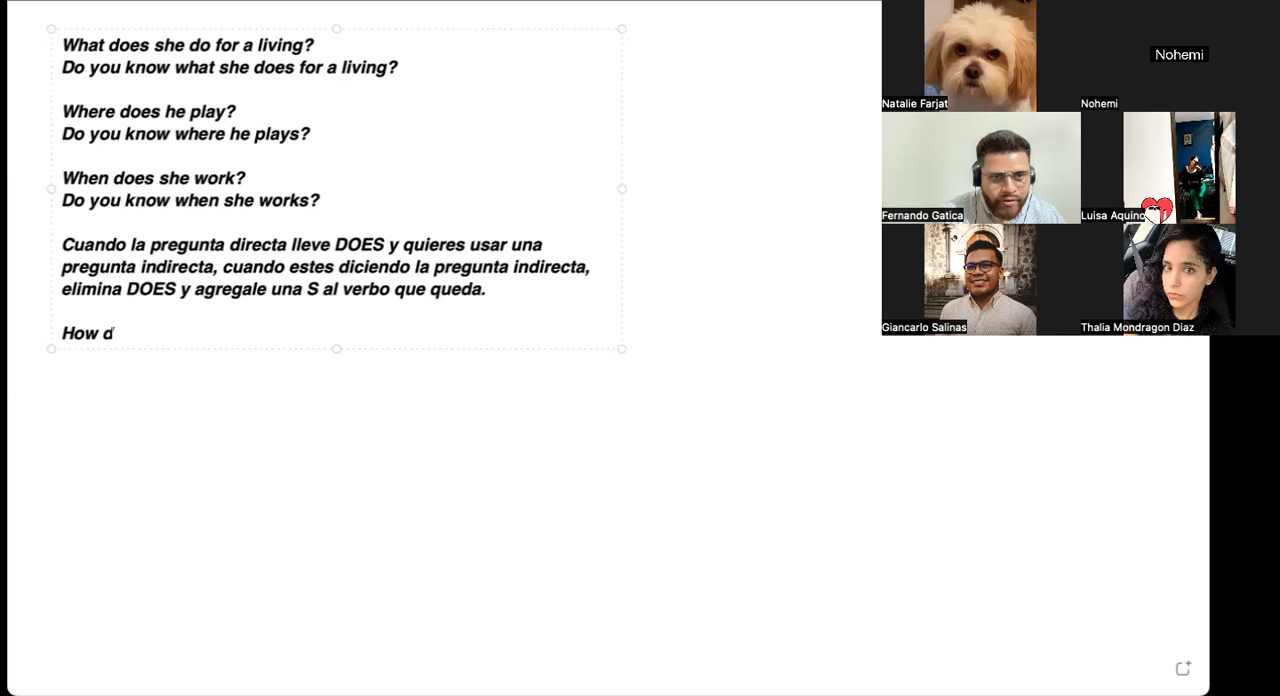 What does she do for a living?
Do you know what she does for a living?
Where does he play?
Do you know where he plays?
When does she work?
Do you know when she works?
Cuando la pregunta directa lleve DOES y quieres usar una
pregunta indirecta, cuando estes diciendo la pregunta indirecta,
elimina DOES y agregale una S al verbo que queda.
How d
Nohemi
Natalie Farjat
Nohemi
Fernando Gatica
Luisa Aquino
Giancarlo Salinas
Thalia Mondragon Diaz